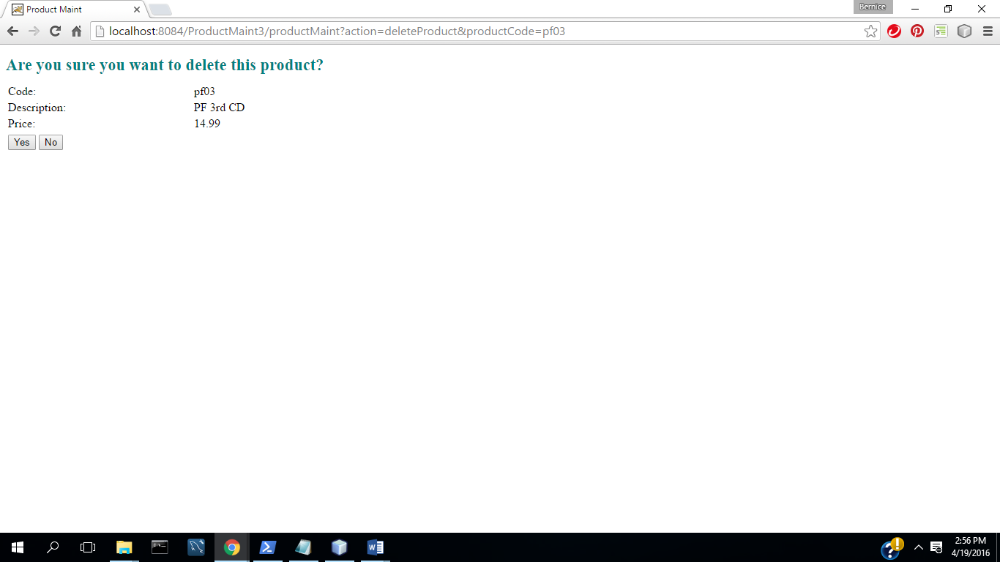 Product Maint
Bernice
localhost:8084/ProductMaint3/productMaint?action=deleteProduct&productCode=pf03
Are you sure you want to delete this product?
Code: pf03
Description: PF 3rd CD
Price: 14.99
Yes No
2:56 PM
4/19/2016